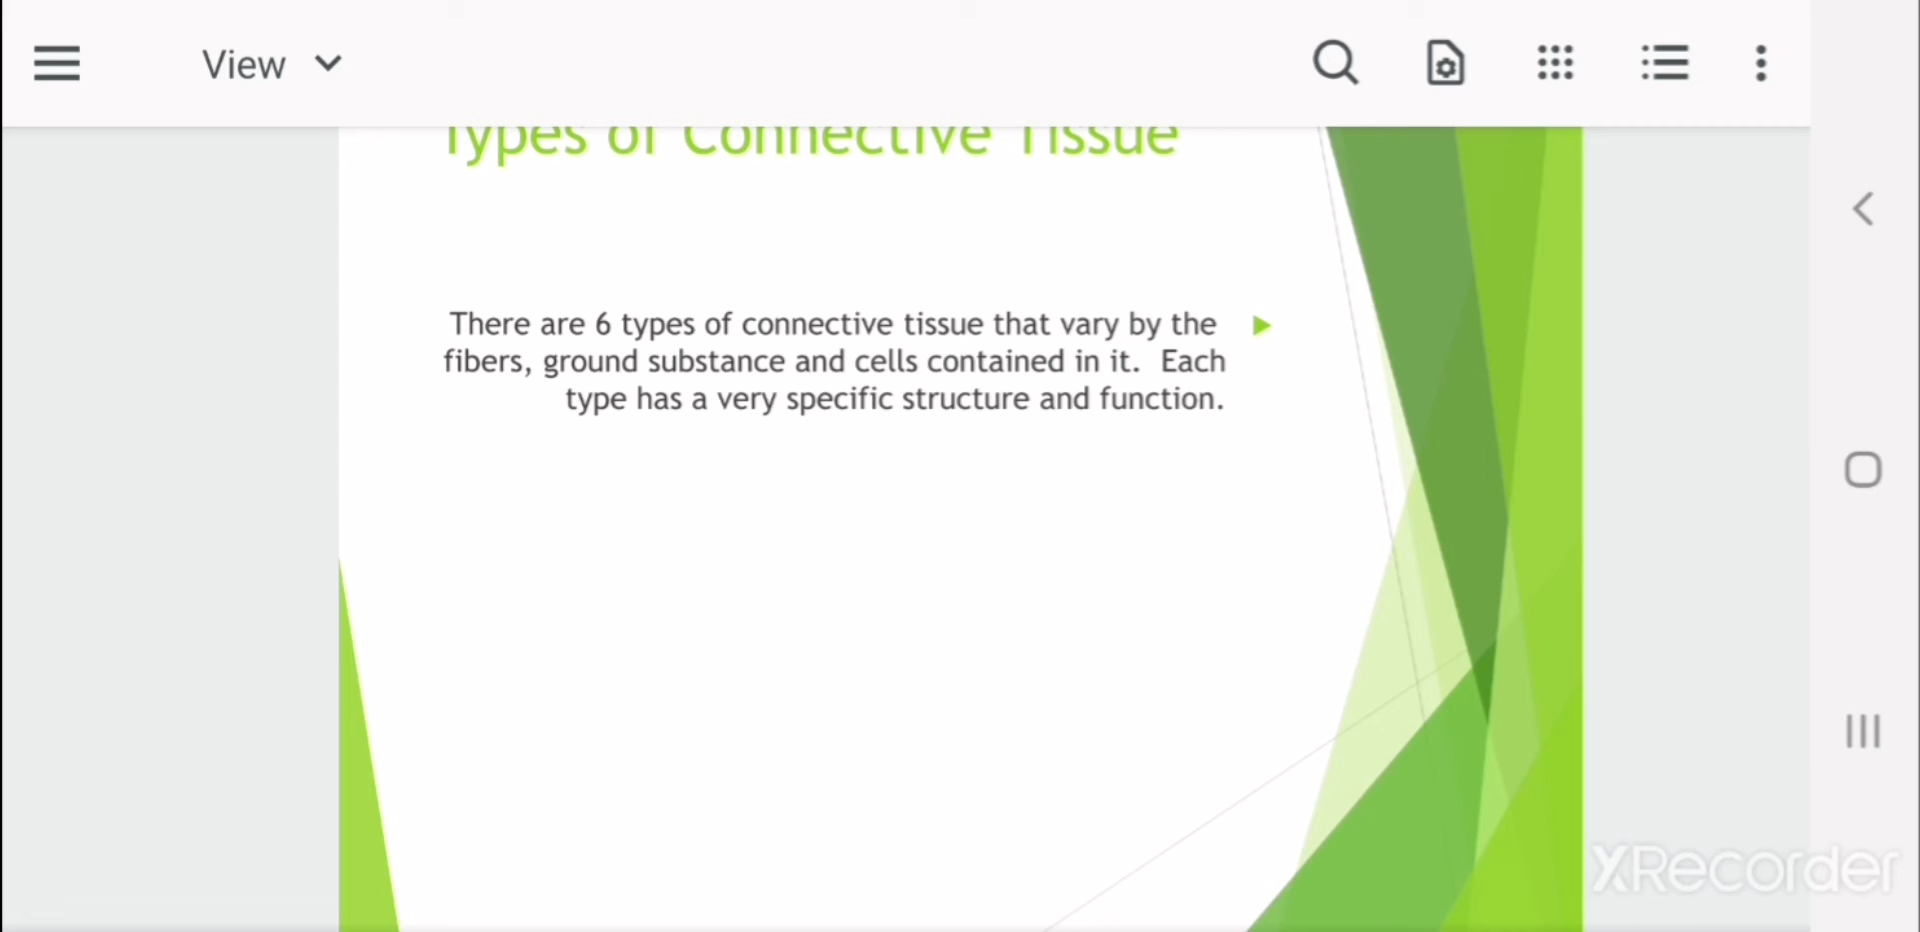 View
Types of Connective Tissue
There are 6 types of connective tissue that vary by the
fibers, ground substance and cells contained in it.  Each
type has a very specific structure and function.
XRecorder